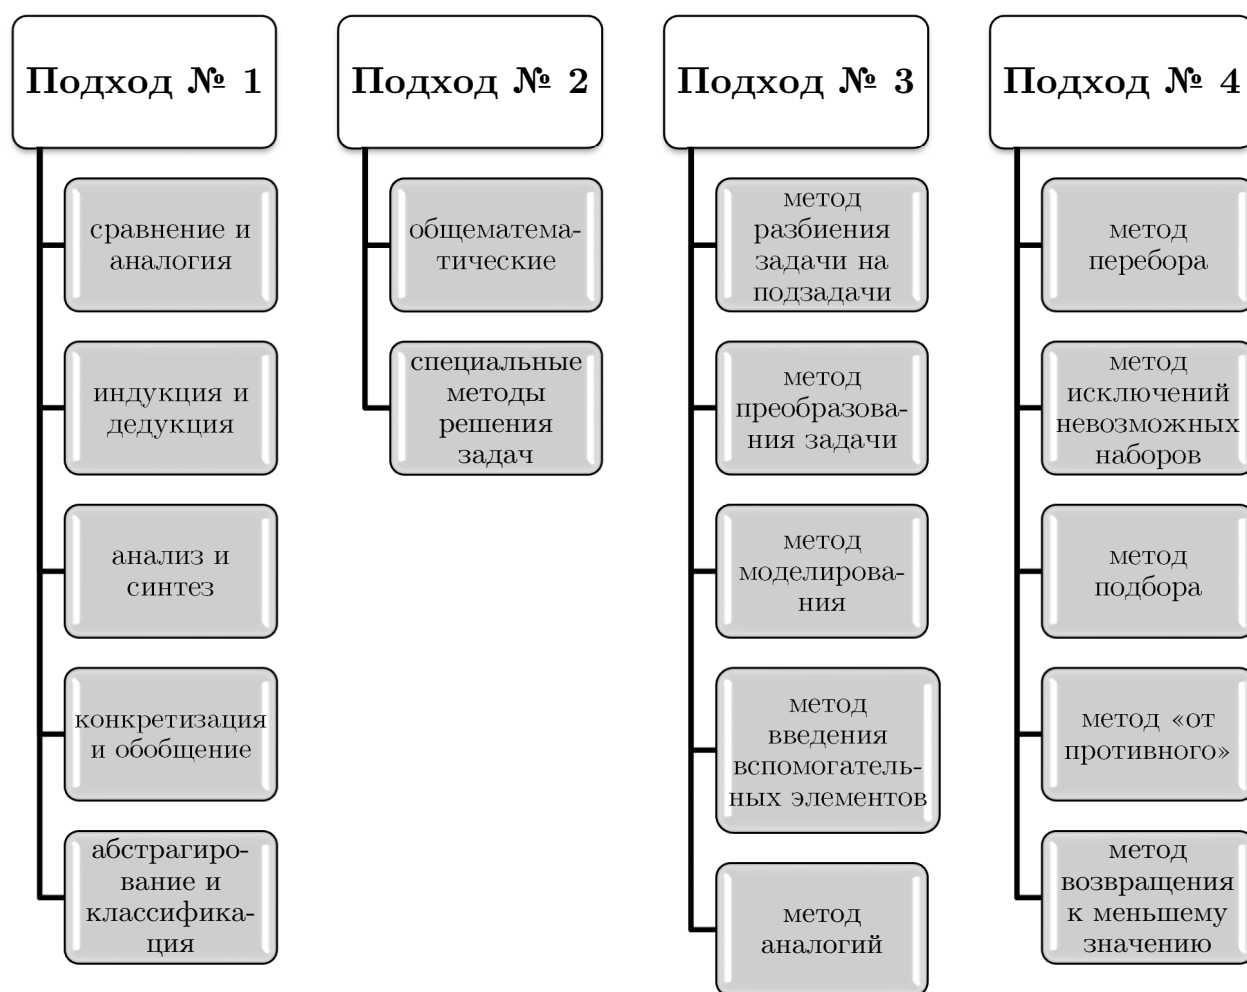 Подход № 1
сравнение и
аналогия
индукция и
дедукция
анализ и
синтез
конкретизация
и обобщение
абстрагиро-
вание и
классифика-
ция
Подход № 2
общематема-
тические
специальные
методы
решения
задач
Подход № 3
метод
разбиения
задачи на
подзадачи
метод
преобразова-
ния задачи
метод
моделирова-
ния
метод
введения
вспомогатель-
ных элементов
метод
аналогий
Подход № 4
метод
перебора
метод
исключений
невозможных
наборов
метод
подбора
метод «от
противного»
метод
возвращения
к меньшему
значению